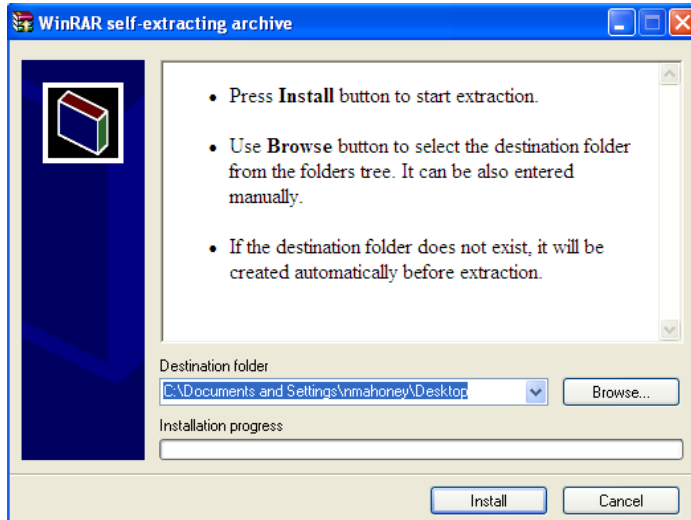 WinRAR self-extracting archive
• Press Install button to start extraction.
• Use Browse button to select the destination folder
from the folders tree. It can be also entered
manually.
• If the destination folder does not exist, it will be
created automatically before extraction.
Destination folder
C:\Documents and Settings\nmahoney\Desktop
Browse...
Installation progress
Install
Cancel